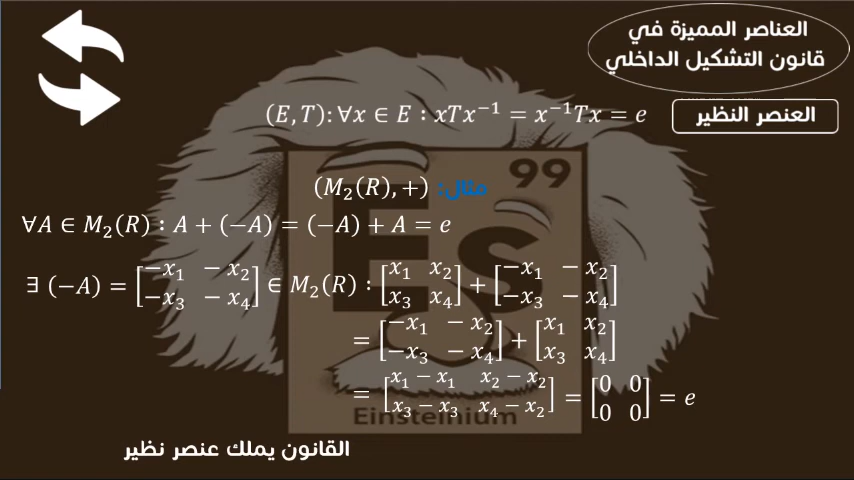 العناصر المميزة في
قانون التشكيل الداخلي
العنصر النظير
(E,T): ∀x ∈ E : xTx⁻¹ = x⁻¹Tx = e
مثال: (M₂(R),+)
99
∀A ∈ M₂(R) : A + (−A) = (−A) + A = e
Es
∃ (−A) = [−x₁ −x₂; −x₃ −x₄] ∈ M₂(R) : [x₁ x₂; x₃ x₄] + [−x₁ −x₂; −x₃ −x₄]
= [−x₁ −x₂; −x₃ −x₄] + [x₁ x₂; x₃ x₄]
= [x₁ − x₁ x₂ − x₂; x₃ − x₃ x₄ − x₂] = [0 0; 0 0] = e
Einsteinium
القانون يملك عنصر نظير